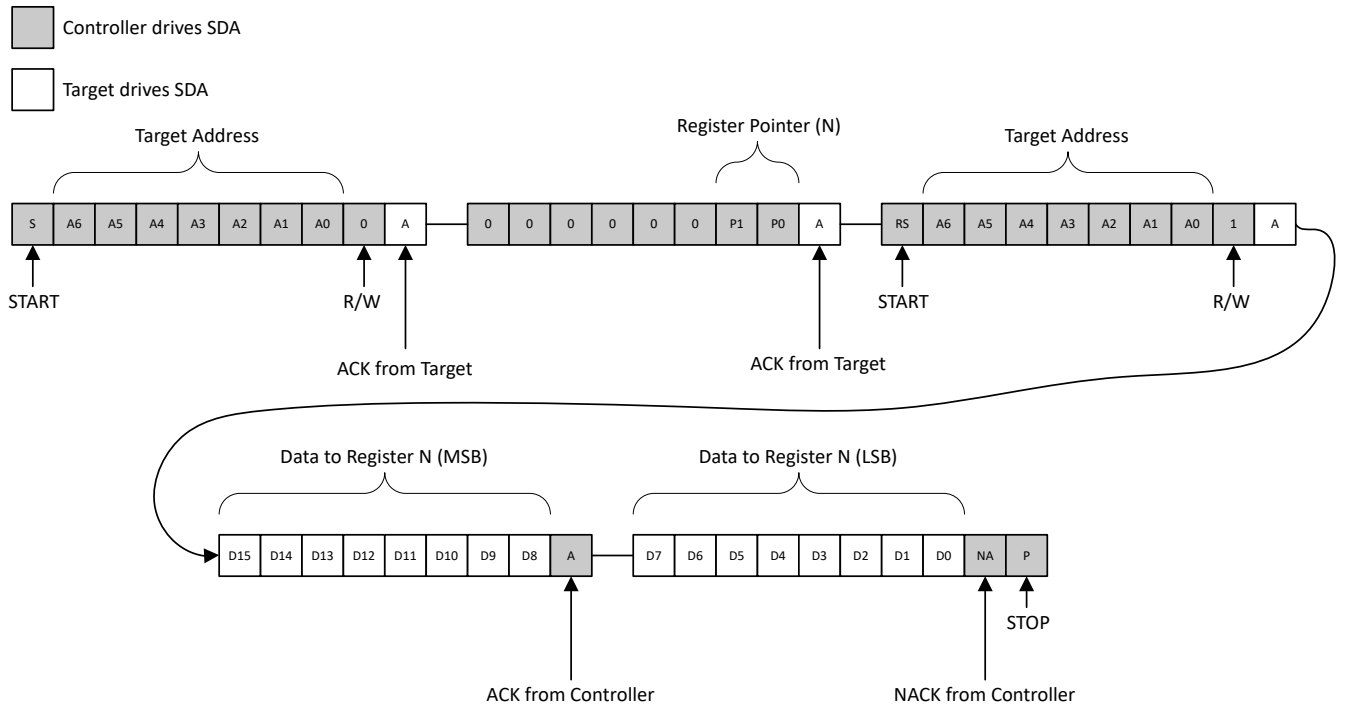 Controller drives SDA
Target drives SDA
Target Address
Register Pointer (N)
Target Address
S A6 A5 A4 A3 A2 A1 A0 0 A 0 0 0 0 0 0 P1 P0 A RS A6 A5 A4 A3 A2 A1 A0 1 A
START R/W START R/W
ACK from Target ACK from Target
Data to Register N (MSB) Data to Register N (LSB)
D15 D14 D13 D12 D11 D10 D9 D8 A D7 D6 D5 D4 D3 D2 D1 D0 NA P
STOP
ACK from Controller NACK from Controller